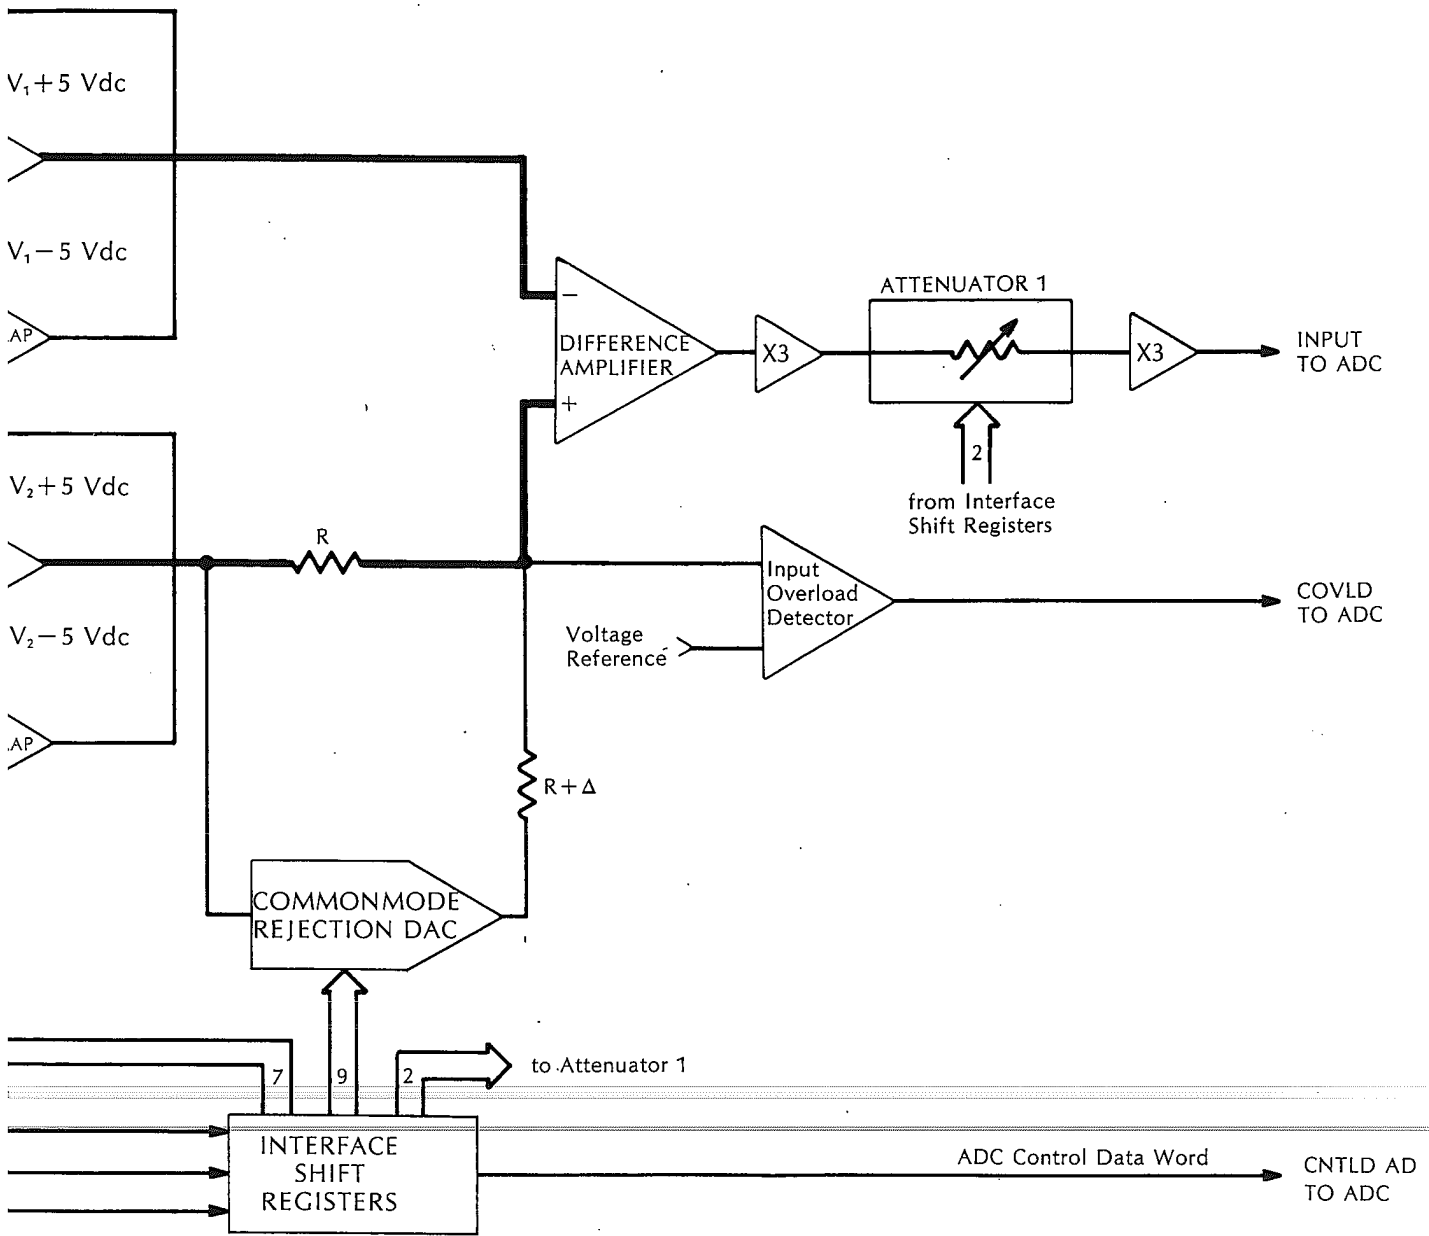 V₁+5 Vdc
V₁−5 Vdc
AP
ATTENUATOR 1
−
DIFFERENCE
AMPLIFIER
+
X3
X3
INPUT
TO ADC
2
from Interface
Shift Registers
V₂+5 Vdc
R
V₂−5 Vdc
AP
Input
Overload
Detector
Voltage
Reference
COVLD
TO ADC
R+Δ
COMMONMODE
REJECTION DAC
7
9
2
to Attenuator 1
INTERFACE
SHIFT
REGISTERS
ADC Control Data Word
CNTLD AD
TO ADC